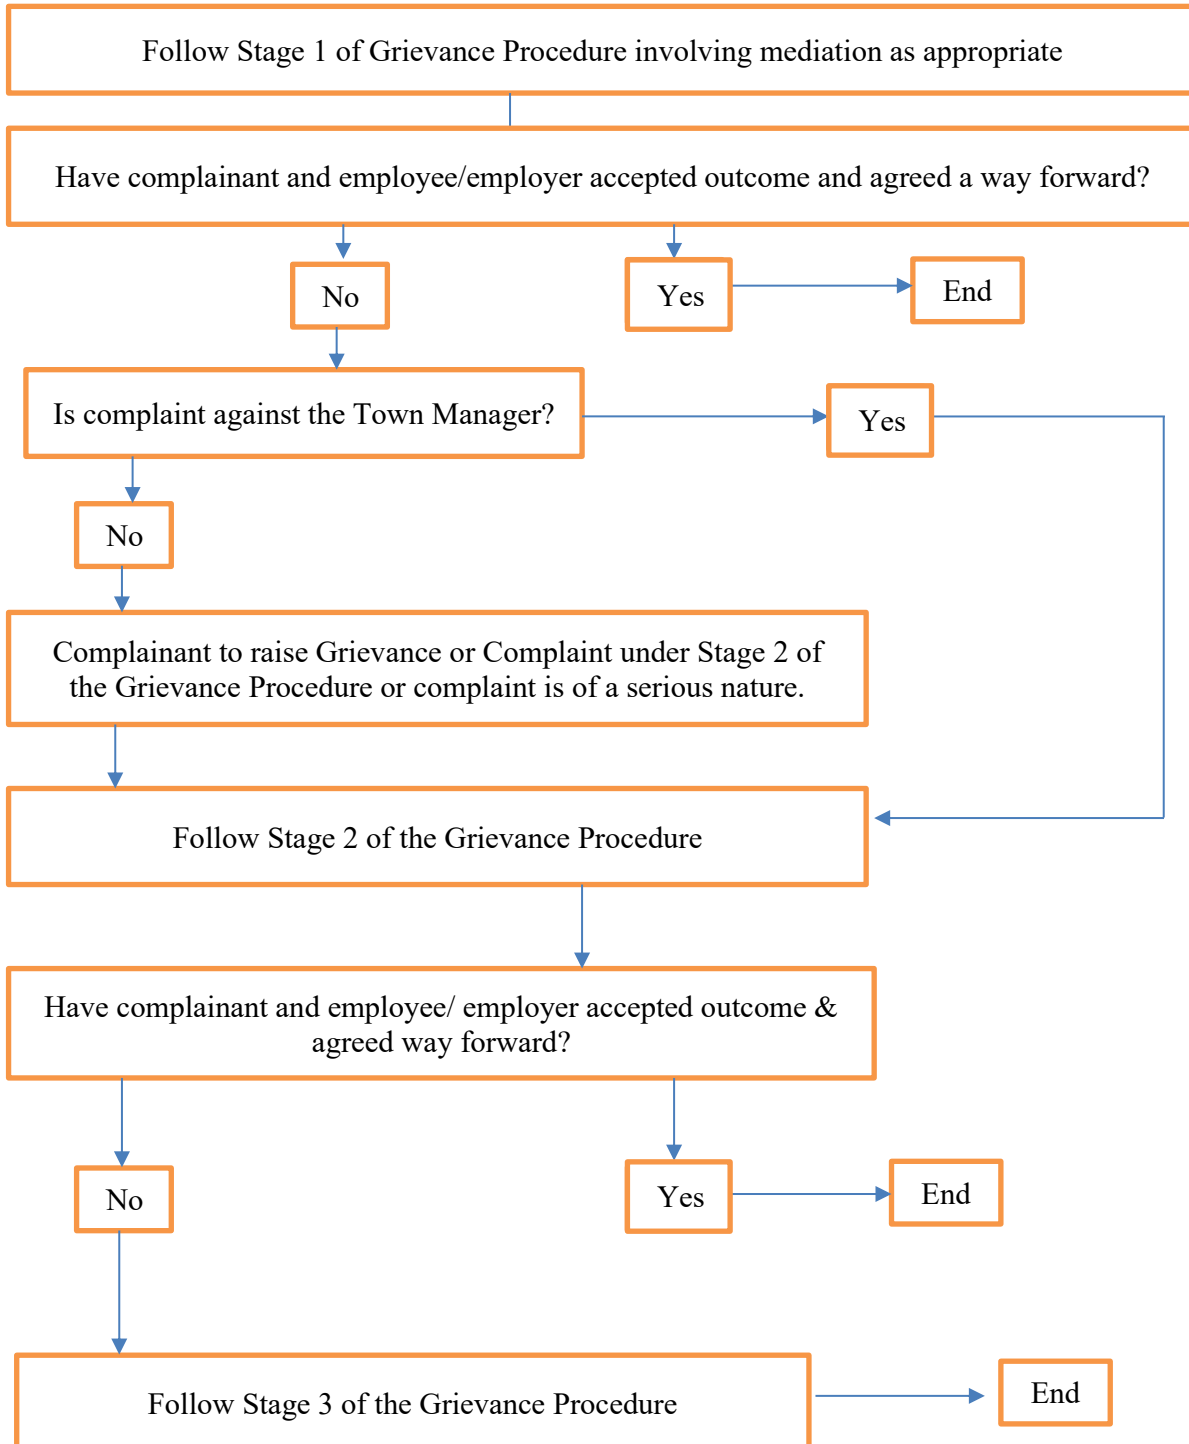 Follow Stage 1 of Grievance Procedure involving mediation as appropriate
Have complainant and employee/employer accepted outcome and agreed a way forward?
No
Yes
End
Is complaint against the Town Manager?
Yes
No
Complainant to raise Grievance or Complaint under Stage 2 of
the Grievance Procedure or complaint is of a serious nature.
Follow Stage 2 of the Grievance Procedure
Have complainant and employee/ employer accepted outcome &
agreed way forward?
No
Yes
End
Follow Stage 3 of the Grievance Procedure
End